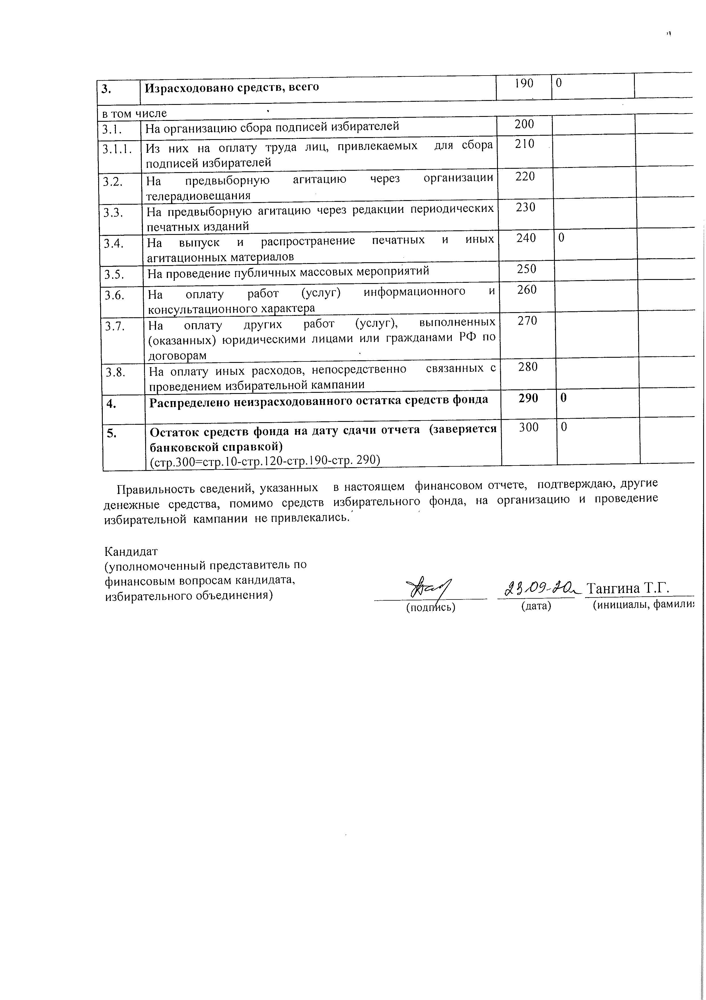 3. Израсходовано средств, всего 190 0
в том числе
3.1. На организацию сбора подписей избирателей 200
3.1.1. Из них на оплату труда лиц, привлекаемых для сбора 210
подписей избирателей
3.2. На предвыборную агитацию через организации 220
телерадиовещания
3.3. На предвыборную агитацию через редакции периодических 230
печатных изданий
3.4. На выпуск и распространение печатных и иных 240 0
агитационных материалов
3.5. На проведение публичных массовых мероприятий 250
3.6. На оплату работ (услуг) информационного и 260
консультационного характера
3.7. На оплату других работ (услуг), выполненных 270
(оказанных) юридическими лицами или гражданами РФ по
договорам
3.8. На оплату иных расходов, непосредственно связанных с 280
проведением избирательной кампании
4. Распределено неизрасходованного остатка средств фонда 290 0
5. Остаток средств фонда на дату сдачи отчета (заверяется 300 0
банковской справкой)
(стр.300=стр.10-стр.120-стр.190-стр. 290)
Правильность сведений, указанных в настоящем финансовом отчете, подтверждаю, другие
денежные средства, помимо средств избирательного фонда, на организацию и проведение
избирательной кампании не привлекались.
Кандидат
(уполномоченный представитель по
финансовым вопросам кандидата,
избирательного объединения)
23.09-20 Тангина Т.Г.
(подпись) (дата) (инициалы, фамили